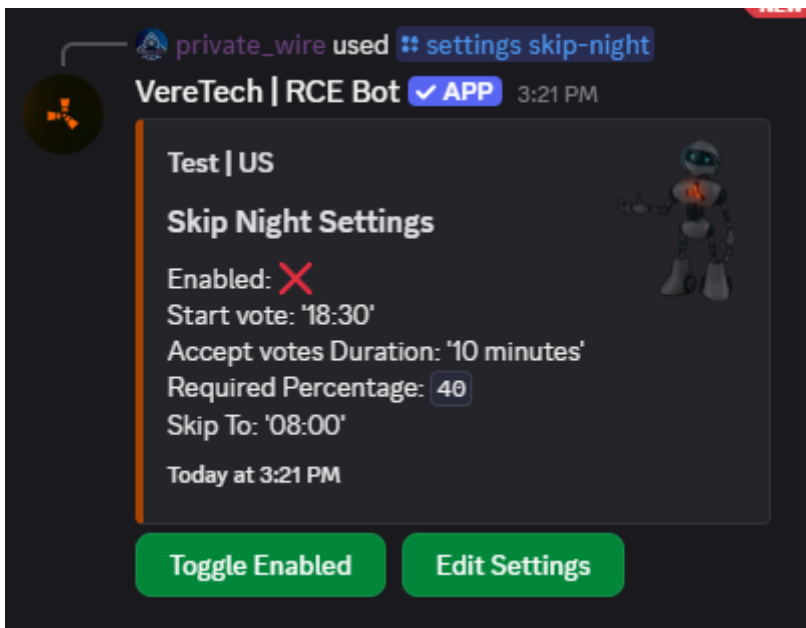 NEW
private_wire used settings skip-night
VereTech | RCE Bot ✓ APP 3:21 PM
Test | US
Skip Night Settings
Enabled: ❌
Start vote: '18:30'
Accept votes Duration: '10 minutes'
Required Percentage: 40
Skip To: '08:00'
Today at 3:21 PM
Toggle Enabled Edit Settings